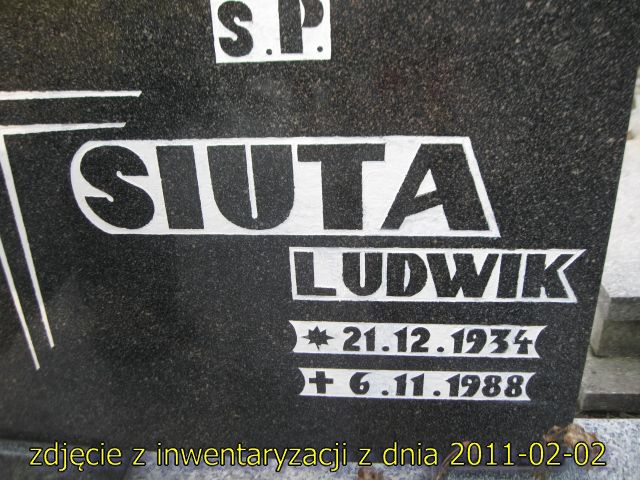 S.P.
SIUTA
LUDWIK
* 21.12.1934
+ 6.11.1988
zdjęcie z inwentaryzacji z dnia 2011-02-02